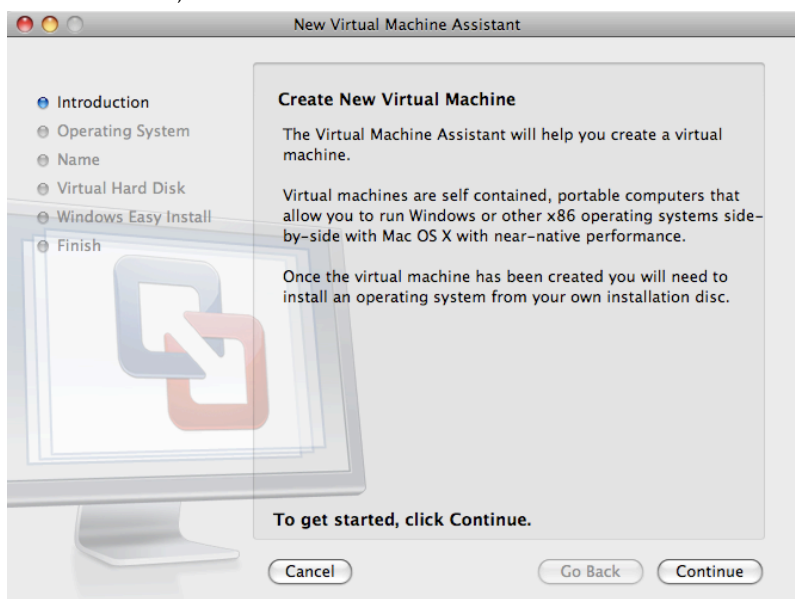 New Virtual Machine Assistant
Introduction
Operating System
Name
Virtual Hard Disk
Windows Easy Install
Finish
Create New Virtual Machine
The Virtual Machine Assistant will help you create a virtual
machine.
Virtual machines are self contained, portable computers that
allow you to run Windows or other x86 operating systems side-
by-side with Mac OS X with near-native performance.
Once the virtual machine has been created you will need to
install an operating system from your own installation disc.
To get started, click Continue.
Cancel
Go Back
Continue